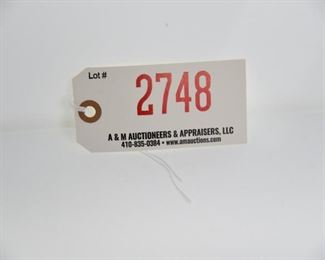 Lot #
2748
A & M AUCTIONEERS & APPRAISERS, LLC
410-835-0384 • www.amauctions.com